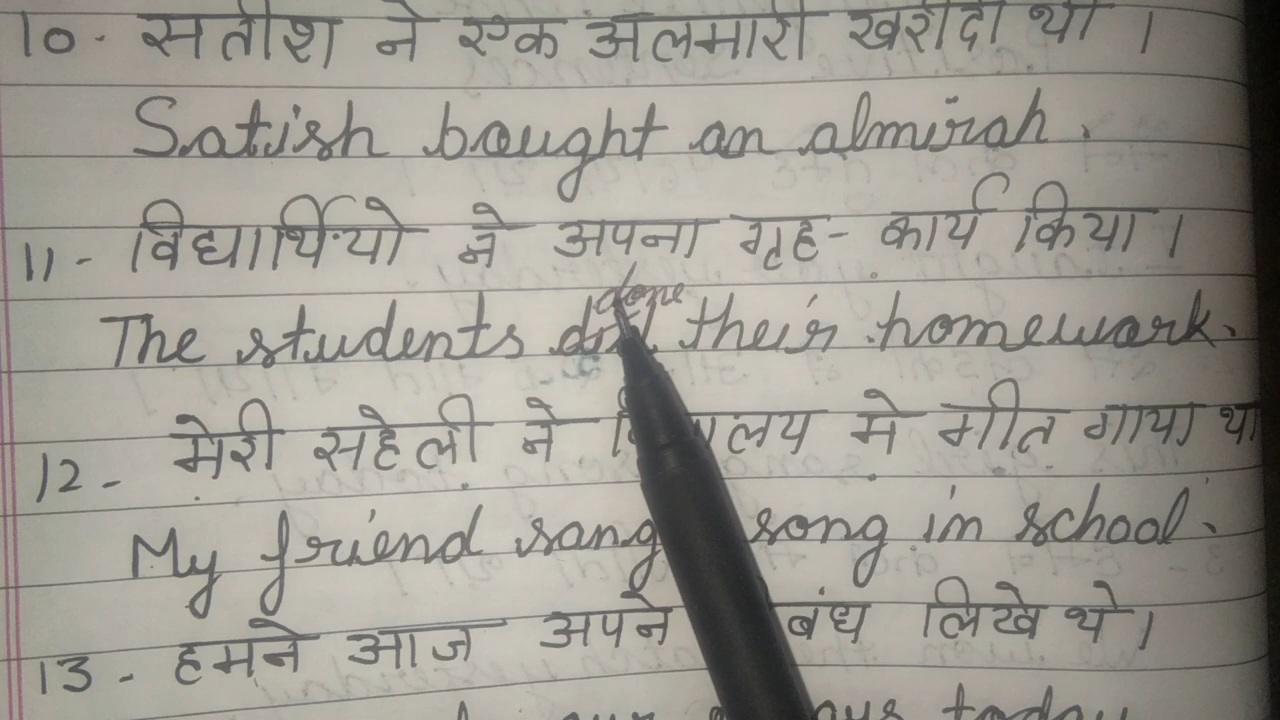 10. सतीश ने एक अलमारी खरीदी थी ।
Satish bought an almirah.
11- विद्यार्थियो ने अपना गृह-कार्य किया ।
done
The students did their homework.
12- मेरी सहेली ने मे गीत गाया था
My friend sang song in school.
13- हमने आज अपने लिखे थे ।
today